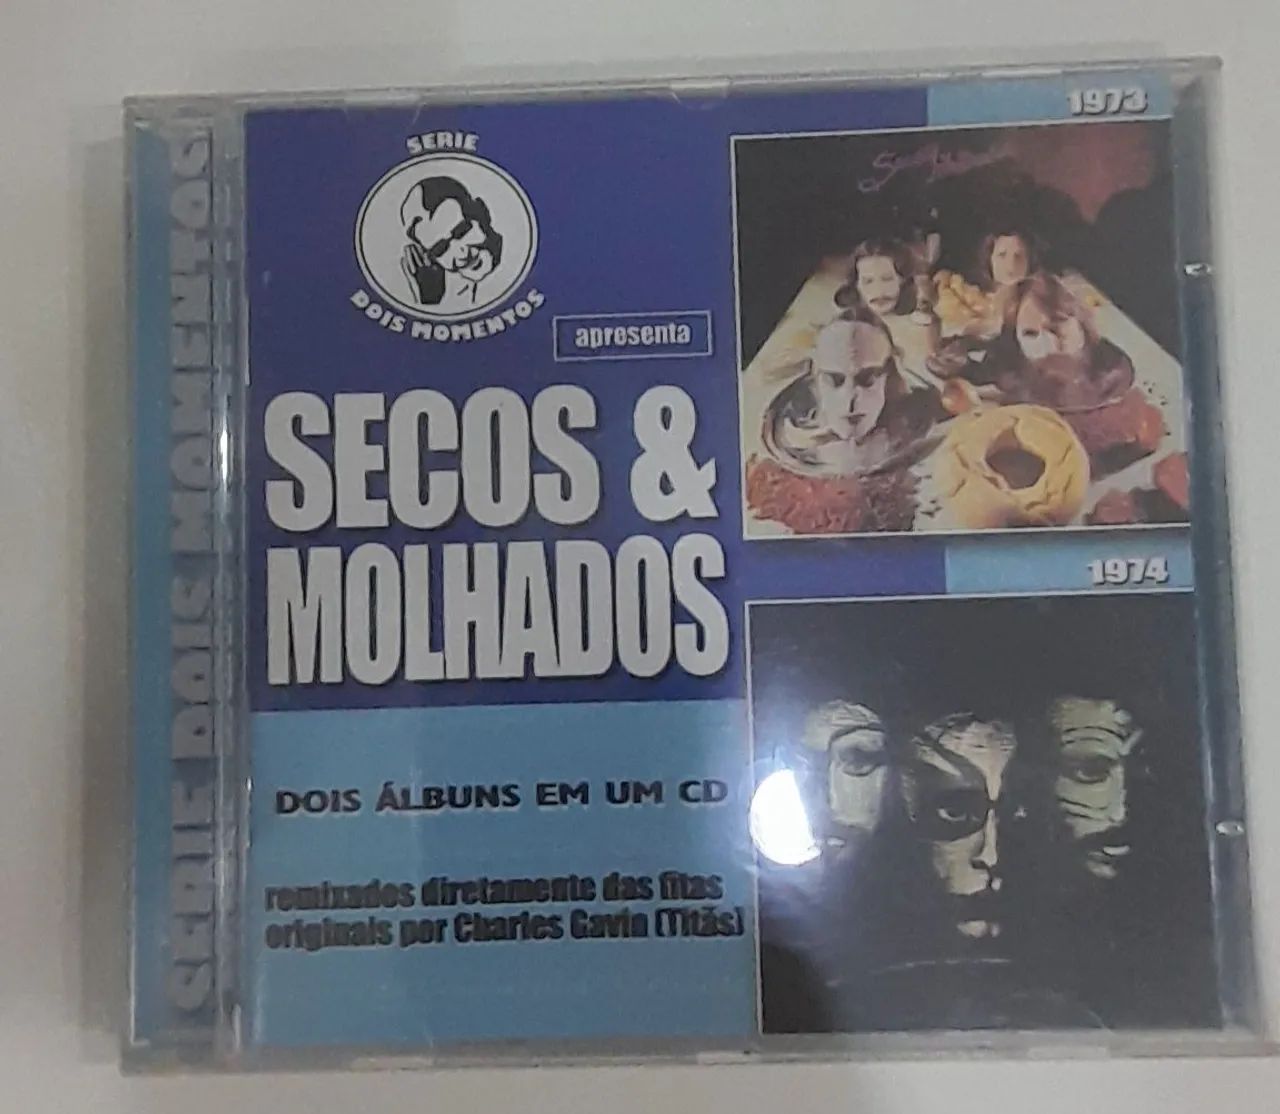 SERIE DOIS MOMENTOS
SERIE
DOIS MOMENTOS
apresenta
SECOS &
MOLHADOS
DOIS ÁLBUNS EM UM CD
remixados diretamente das fitas
originais por Charles Gavin (Titãs)
1973
1974